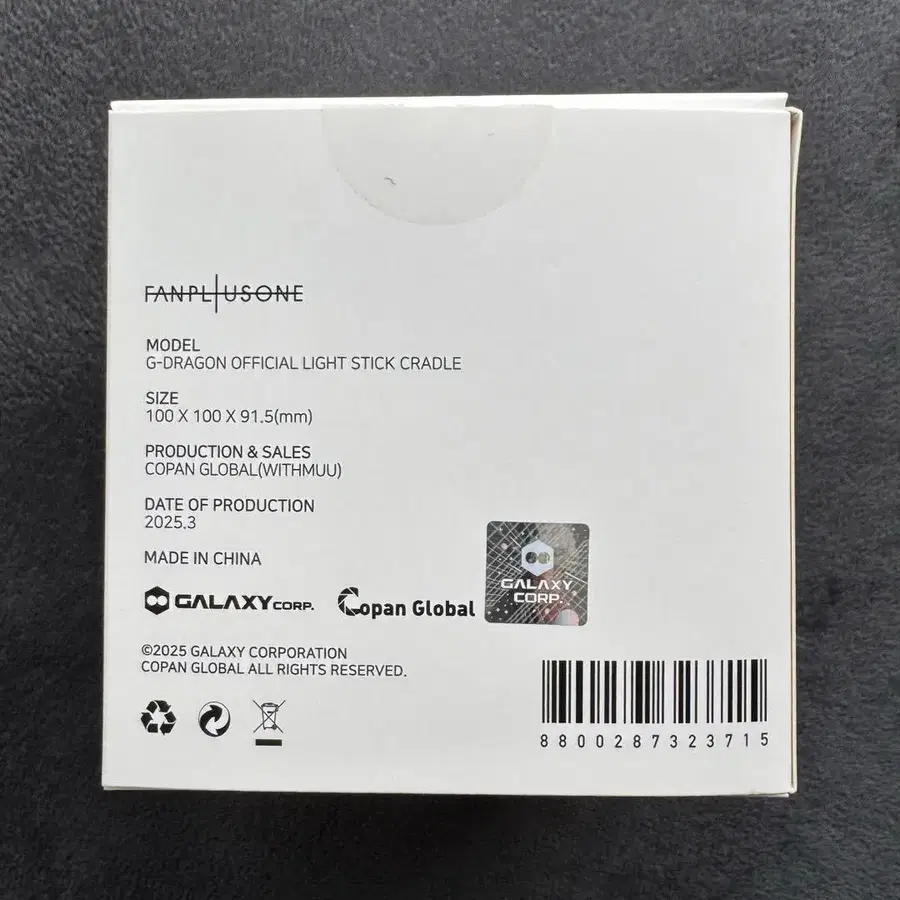 FANPLUSONE
MODEL
G-DRAGON OFFICIAL LIGHT STICK CRADLE
SIZE
100 X 100 X 91.5(mm)
PRODUCTION & SALES
COPAN GLOBAL(WITHMUU)
DATE OF PRODUCTION
2025.3
MADE IN CHINA
GALAXY CORP.
Copan Global
GALAXY
CORP.
©2025 GALAXY CORPORATION
COPAN GLOBAL ALL RIGHTS RESERVED.
8800287323715